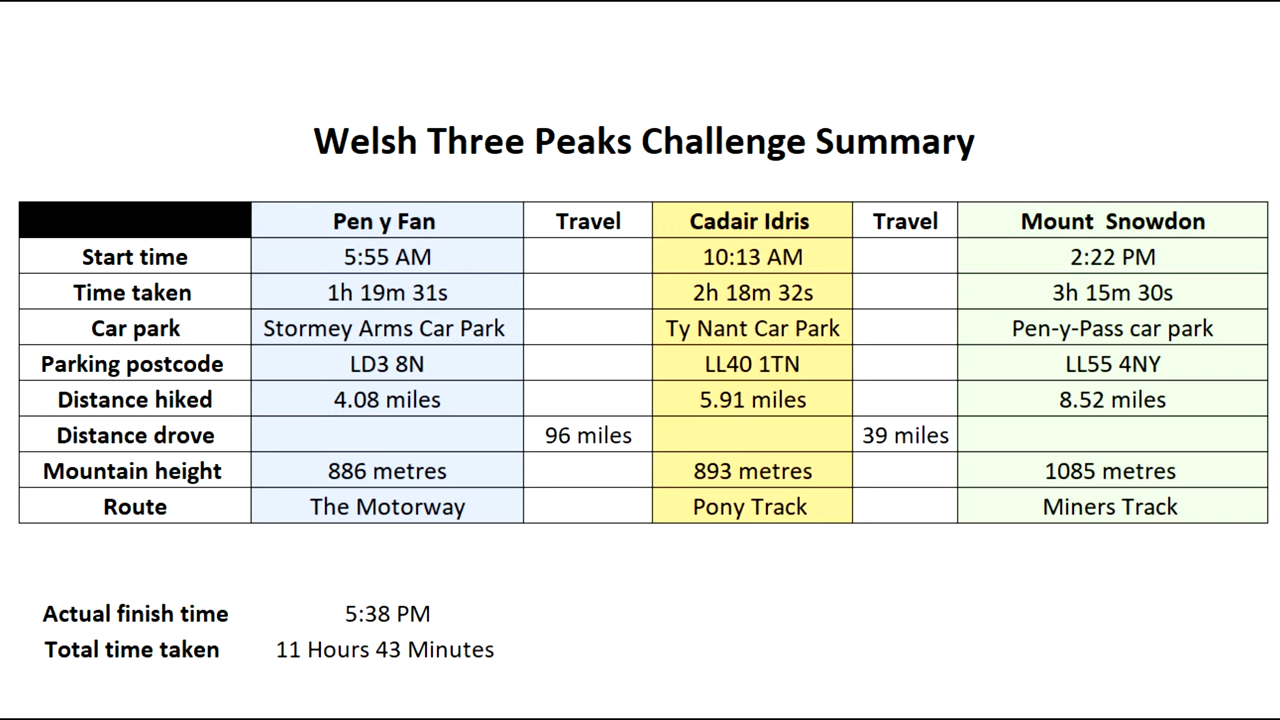 Welsh Three Peaks Challenge Summary
Pen y Fan Travel Cadair Idris Travel Mount Snowdon
Start time 5:55 AM 10:13 AM 2:22 PM
Time taken 1h 19m 31s 2h 18m 32s 3h 15m 30s
Car park Stormey Arms Car Park Ty Nant Car Park Pen-y-Pass car park
Parking postcode LD3 8N LL40 1TN LL55 4NY
Distance hiked 4.08 miles 5.91 miles 8.52 miles
Distance drove 96 miles 39 miles
Mountain height 886 metres 893 metres 1085 metres
Route The Motorway Pony Track Miners Track
Actual finish time 5:38 PM
Total time taken 11 Hours 43 Minutes